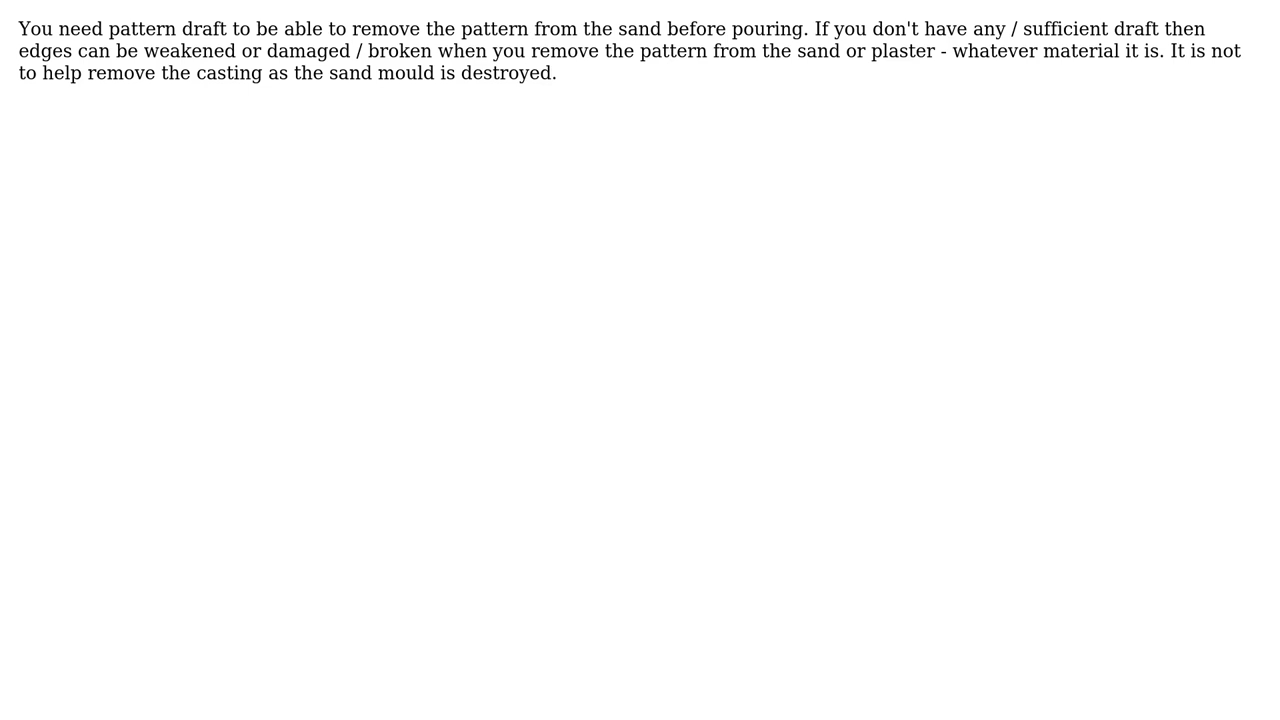 You need pattern draft to be able to remove the pattern from the sand before pouring. If you don't have any / sufficient draft then
edges can be weakened or damaged / broken when you remove the pattern from the sand or plaster - whatever material it is. It is not
to help remove the casting as the sand mould is destroyed.